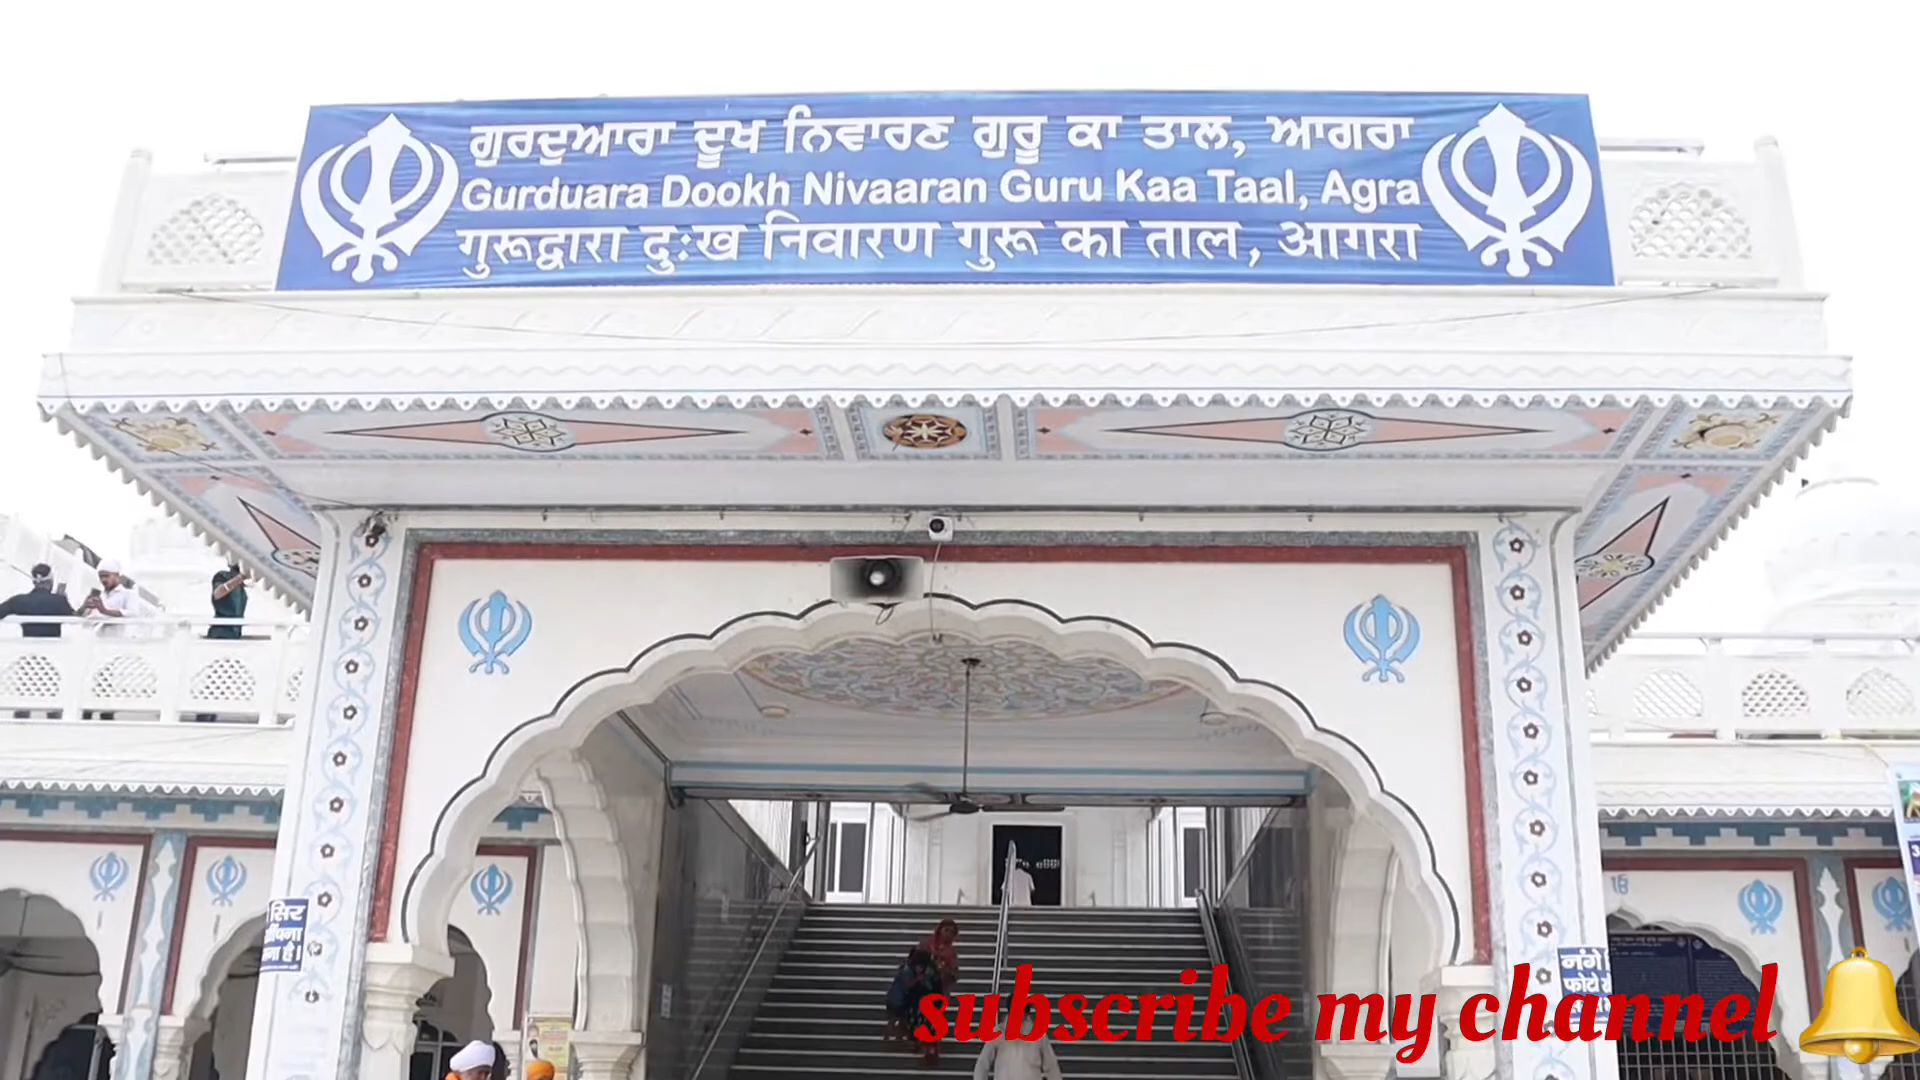 ਗੁਰਦੁਆਰਾ ਦੂਖ ਨਿਵਾਰਣ ਗੁਰੂ ਕਾ ਤਾਲ, ਆਗਰਾ
Gurduara Dookh Nivaaran Guru Kaa Taal, Agra
गुरूद्वारा दुःख निवारण गुरू का ताल, आगरा
सिर
है।
नंगे
फोटो
subscribe my channel